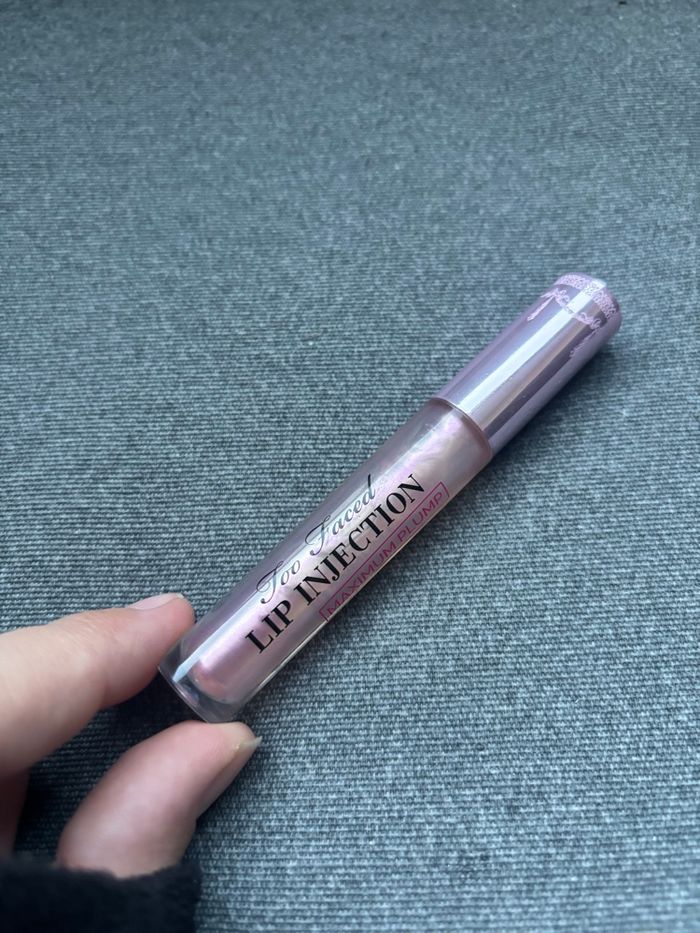 Too Faced
LIP INJECTION
MAXIMUM PLUMP